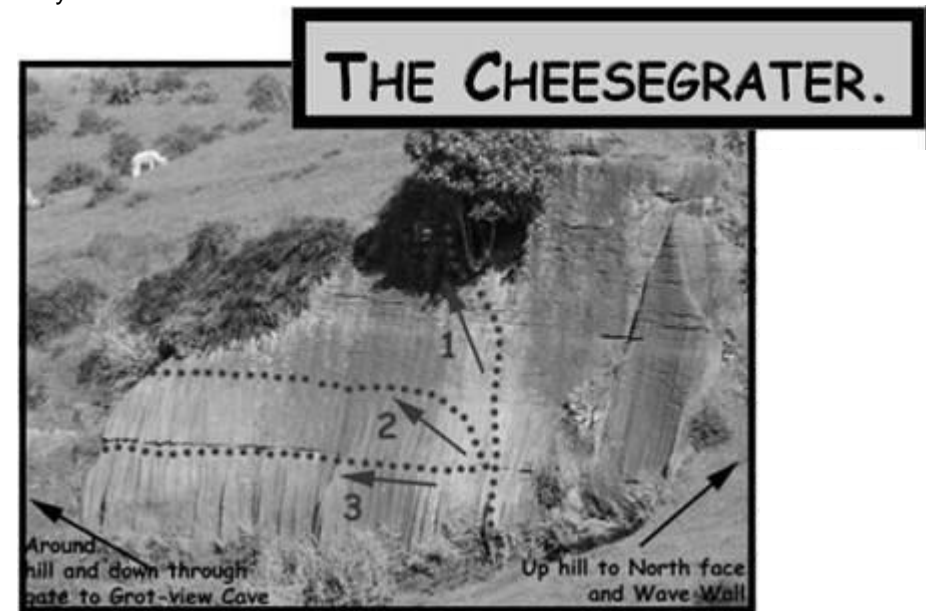 THE CHEESEGRATER.
1
2
3
Around
hill and down through
gate to Grot-view Cave
Up hill to North face
and Wave Wall